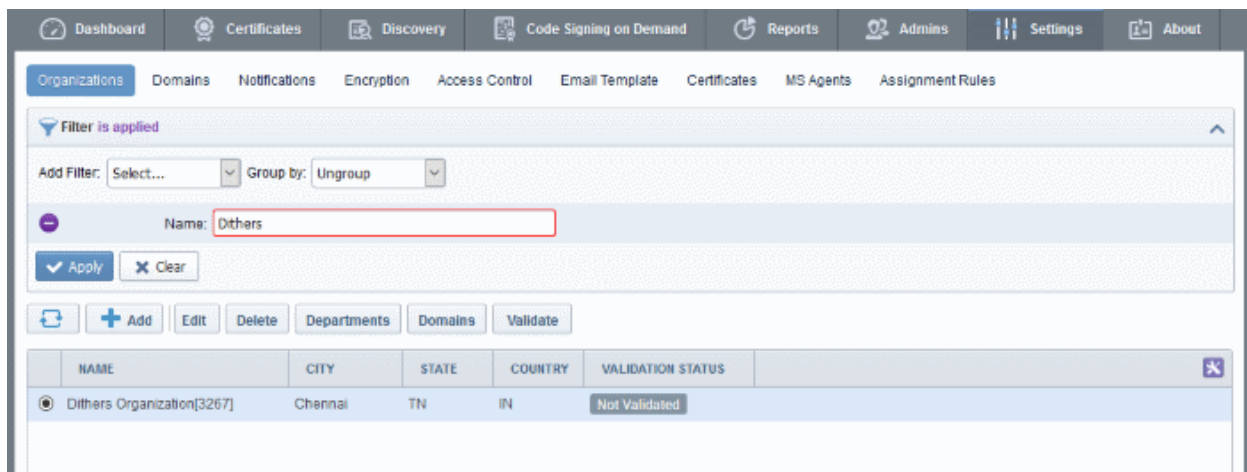 Dashboard Certificates Discovery Code Signing on Demand Reports Admins Settings About
Organizations Domains Notifications Encryption Access Control Email Template Certificates MS Agents Assignment Rules
Filter is applied
Add Filter: Select... Group by: Ungroup
Name: Dithers
Apply Clear
Add Edit Delete Departments Domains Validate
NAME CITY STATE COUNTRY VALIDATION STATUS
Dithers Organization[3267] Chennai TN IN Not Validated